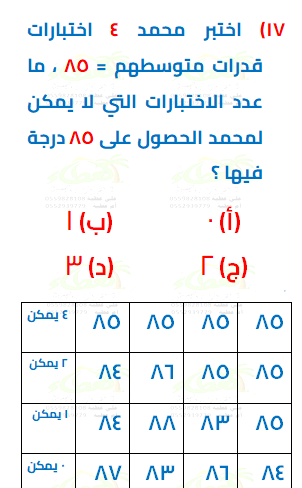 ١٧) اختبر محمد ٤ اختبارات
قدرات متوسطهم = ٨٥ ، ما
عدد الاختبارات التي لا يمكن
لمحمد الحصول على ٨٥ درجة
فيها ؟
(أ) ٠ (ب) ١
(ج) ٢ (د) ٣
٨٥ ٨٥ ٨٥ ٨٥ ٤ يمكن
٨٥ ٨٥ ٨٦ ٨٤ ٢ يمكن
٨٥ ٨٣ ٨٨ ٨٤ ١ يمكن
٨٤ ٨٦ ٨٣ ٨٧ ٠ يمكن